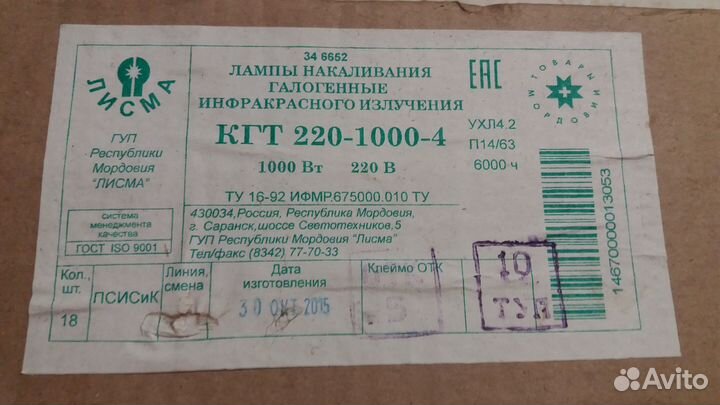 34 6652
ЛАМПЫ НАКАЛИВАНИЯ
ГАЛОГЕННЫЕ
ИНФРАКРАСНОГО ИЗЛУЧЕНИЯ
КГТ 220-1000-4
1000 Вт 220 В
ТУ 16-92 ИФМР.675000.010 ТУ
ЛИСМА
ГУП
Республики
Мордовия
"ЛИСМА"
система
менеджмента
качества
ГОСТ ISO 9001
EAC
УХЛ4.2
П14/63
6000 ч
ТОВАРЫ МОРДОВИИ
14670000013053
430034,Россия, Республика Мордовия,
г. Саранск,шоссе Светотехников,5
ГУП Республики Мордовия "Лисма"
Тел/факс (8342) 77-70-33
Кол.,
шт.
18
ПСИСиК
Линия,
смена
Дата
изготовления
30 ОКТ 2015
Клеймо ОТК
5
10
ТУЛ
Avito